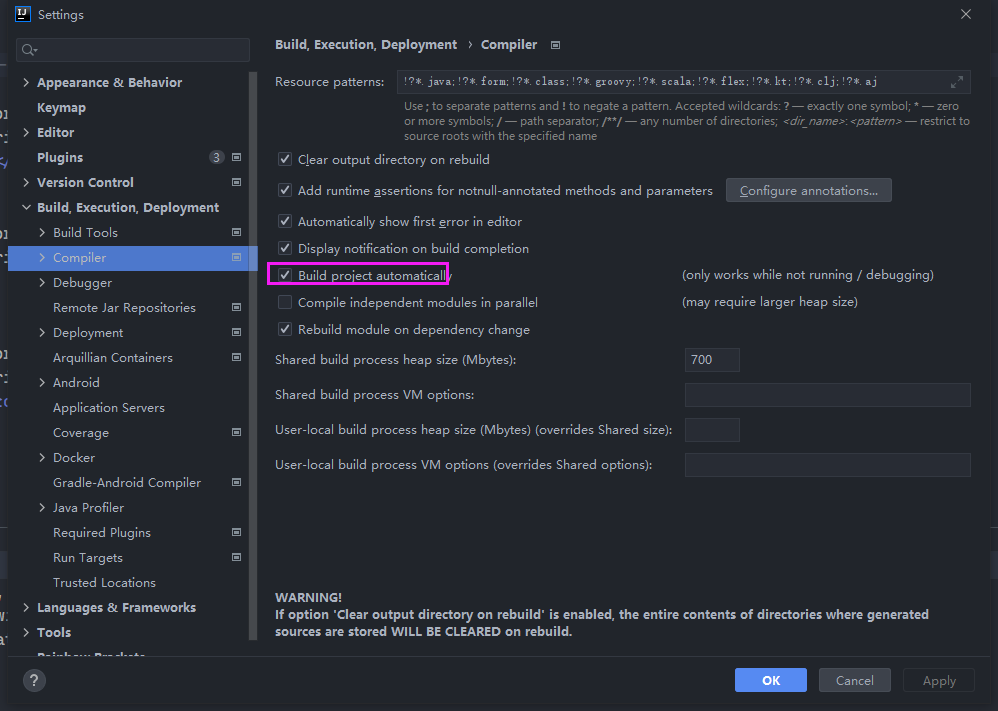 Settings
Appearance & Behavior
Keymap
Editor
Plugins 3
Version Control
Build, Execution, Deployment
Build Tools
Compiler
Debugger
Remote Jar Repositories
Deployment
Arquillian Containers
Android
Application Servers
Coverage
Docker
Gradle-Android Compiler
Java Profiler
Required Plugins
Run Targets
Trusted Locations
Languages & Frameworks
Tools
Rainbow Brackets
Build, Execution, Deployment › Compiler
Resource patterns: !?*.java;!?*.form;!?*.class;!?*.groovy;!?*.scala;!?*.flex;!?*.kt;!?*.clj;!?*.aj
Use ; to separate patterns and ! to negate a pattern. Accepted wildcards: ? — exactly one symbol; * — zero
or more symbols; / — path separator; /**/ — any number of directories; <dir_name>:<pattern> — restrict to
source roots with the specified name
Clear output directory on rebuild
Add runtime assertions for notnull-annotated methods and parameters Configure annotations...
Automatically show first error in editor
Display notification on build completion
Build project automatically (only works while not running / debugging)
Compile independent modules in parallel (may require larger heap size)
Rebuild module on dependency change
Shared build process heap size (Mbytes): 700
Shared build process VM options:
User-local build process heap size (Mbytes) (overrides Shared size):
User-local build process VM options (overrides Shared options):
WARNING!
If option 'Clear output directory on rebuild' is enabled, the entire contents of directories where generated
sources are stored WILL BE CLEARED on rebuild.
? OK Cancel Apply